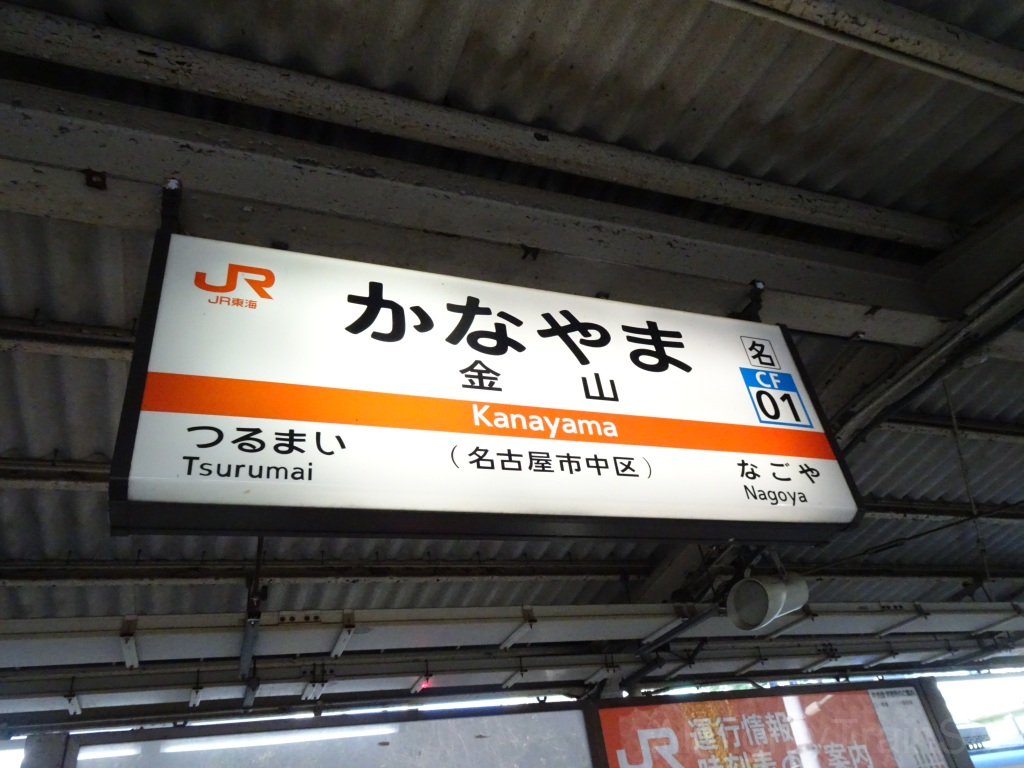 JR
JR東海
かなやま
金山
名
CF
01
Kanayama
つるまい
Tsurumai
(名古屋市中区)
なごや
Nagoya
JR
運行情報